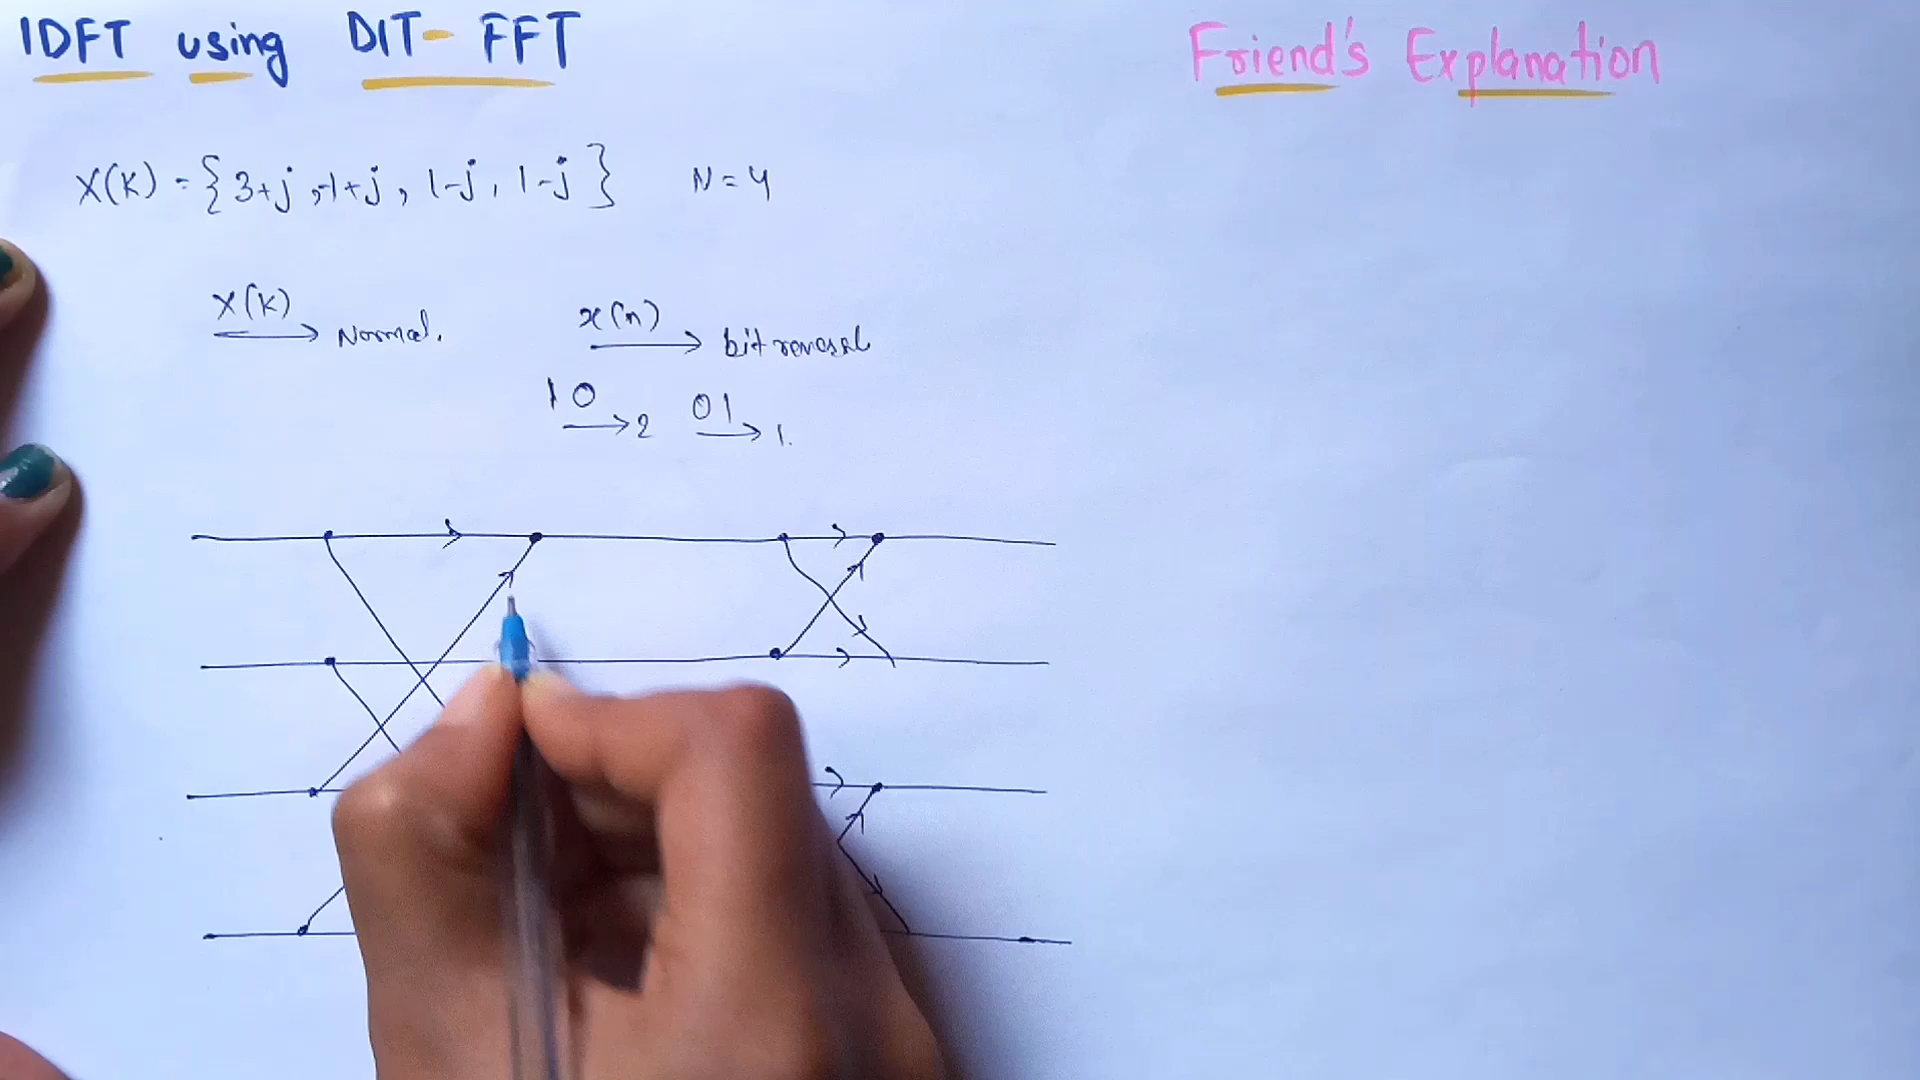 IDFT using DIT-FFT
Friend's Explanation
X(K) = {3+j, -1+j, 1-j, 1-j} N=4
X(K) → Normal.
x(n) → bit reversal
10 → 2 01 → 1.